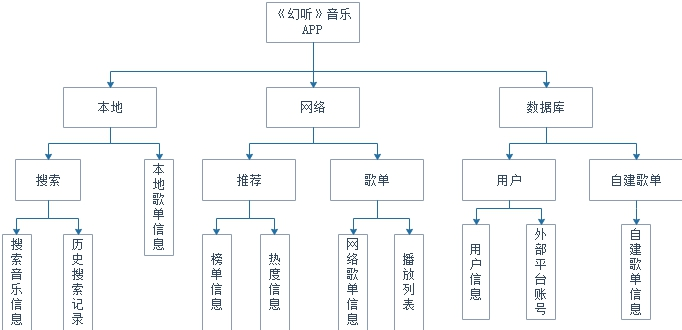 《幻听》音乐
APP
本地
网络
数据库
搜索
本地歌单信息
推荐
歌单
用户
自建歌单
搜索音乐信息
历史搜索记录
榜单信息
热度信息
网络歌单信息
播放列表
用户信息
外部平台账号
自建歌单信息